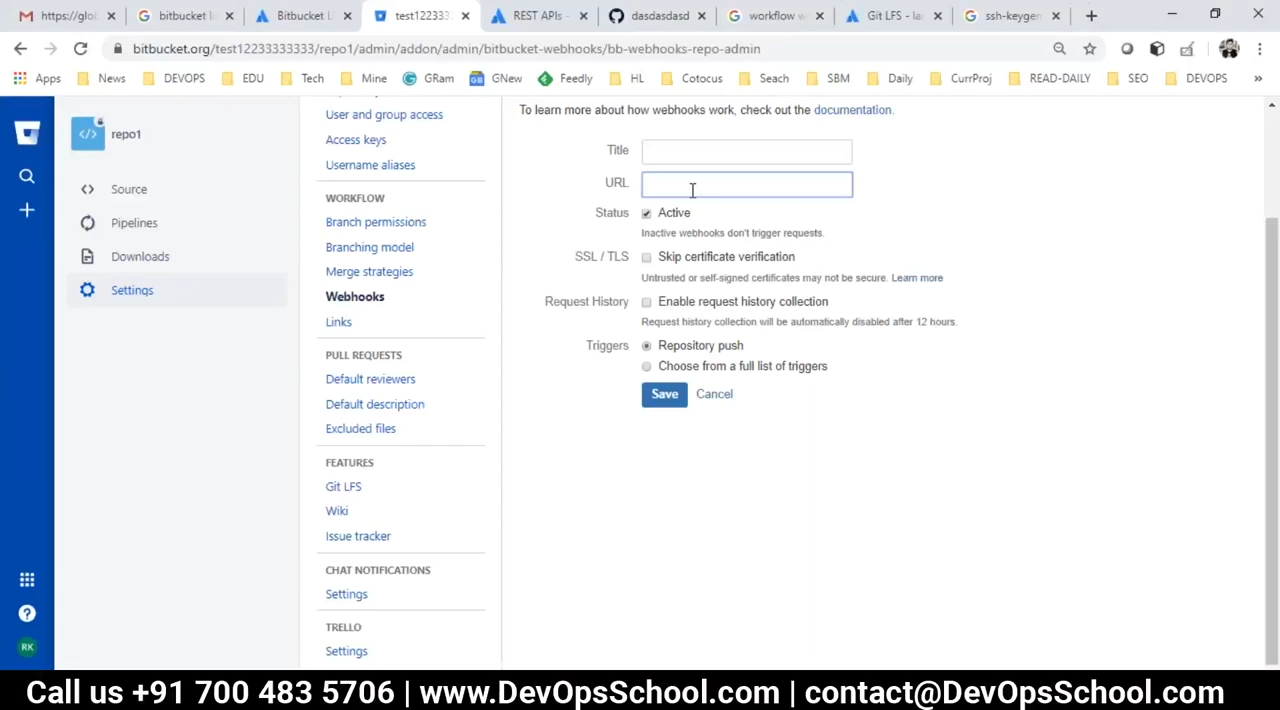 https://glob
bitbucket li
Bitbucket L
test122333
REST APIs -
dasdasdasd
workflow w
Git LFS - la
ssh-keygen
bitbucket.org/test12233333333/repo1/admin/addon/admin/bitbucket-webhooks/bb-webhooks-repo-admin
Apps
News
DEVOPS
EDU
Tech
Mine
GRam
GNew
Feedly
HL
Cotocus
Seach
SBM
Daily
CurrProj
READ-DAILY
SEO
DEVOPS
»
repo1
Source
Pipelines
Downloads
Settings
RK
User and group access
Access keys
Username aliases
WORKFLOW
Branch permissions
Branching model
Merge strategies
Webhooks
Links
PULL REQUESTS
Default reviewers
Default description
Excluded files
FEATURES
Git LFS
Wiki
Issue tracker
CHAT NOTIFICATIONS
Settings
TRELLO
Settings
To learn more about how webhooks work, check out the documentation.
Title
URL
Status Active
Inactive webhooks don't trigger requests.
SSL / TLS Skip certificate verification
Untrusted or self-signed certificates may not be secure. Learn more
Request History Enable request history collection
Request history collection will be automatically disabled after 12 hours.
Triggers Repository push
Choose from a full list of triggers
Save Cancel
Call us +91 700 483 5706 | www.DevOpsSchool.com | contact@DevOpsSchool.com